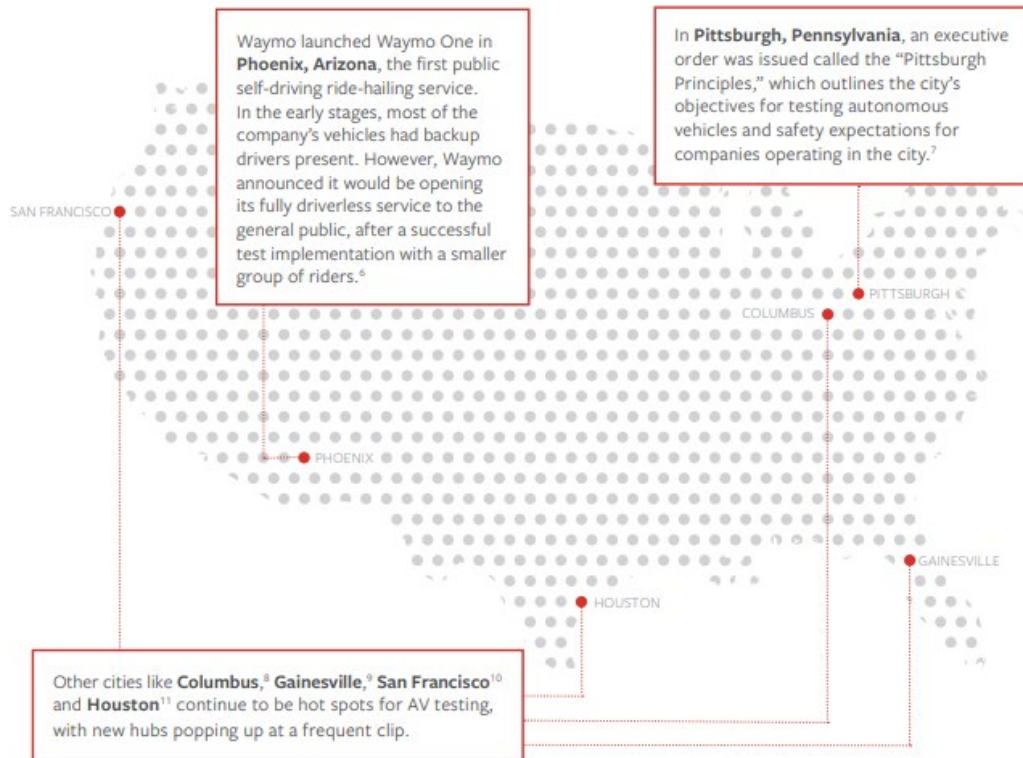 Waymo launched Waymo One in
Phoenix, Arizona, the first public
self-driving ride-hailing service.
In the early stages, most of the
company's vehicles had backup
drivers present. However, Waymo
announced it would be opening
its fully driverless service to the
general public, after a successful
test implementation with a smaller
group of riders.⁶
In Pittsburgh, Pennsylvania, an executive
order was issued called the “Pittsburgh
Principles,” which outlines the city's
objectives for testing autonomous
vehicles and safety expectations for
companies operating in the city.⁷
SAN FRANCISCO
PITTSBURGH
COLUMBUS
PHOENIX
GAINESVILLE
HOUSTON
Other cities like Columbus,⁸ Gainesville,⁹ San Francisco¹⁰
and Houston¹¹ continue to be hot spots for AV testing,
with new hubs popping up at a frequent clip.